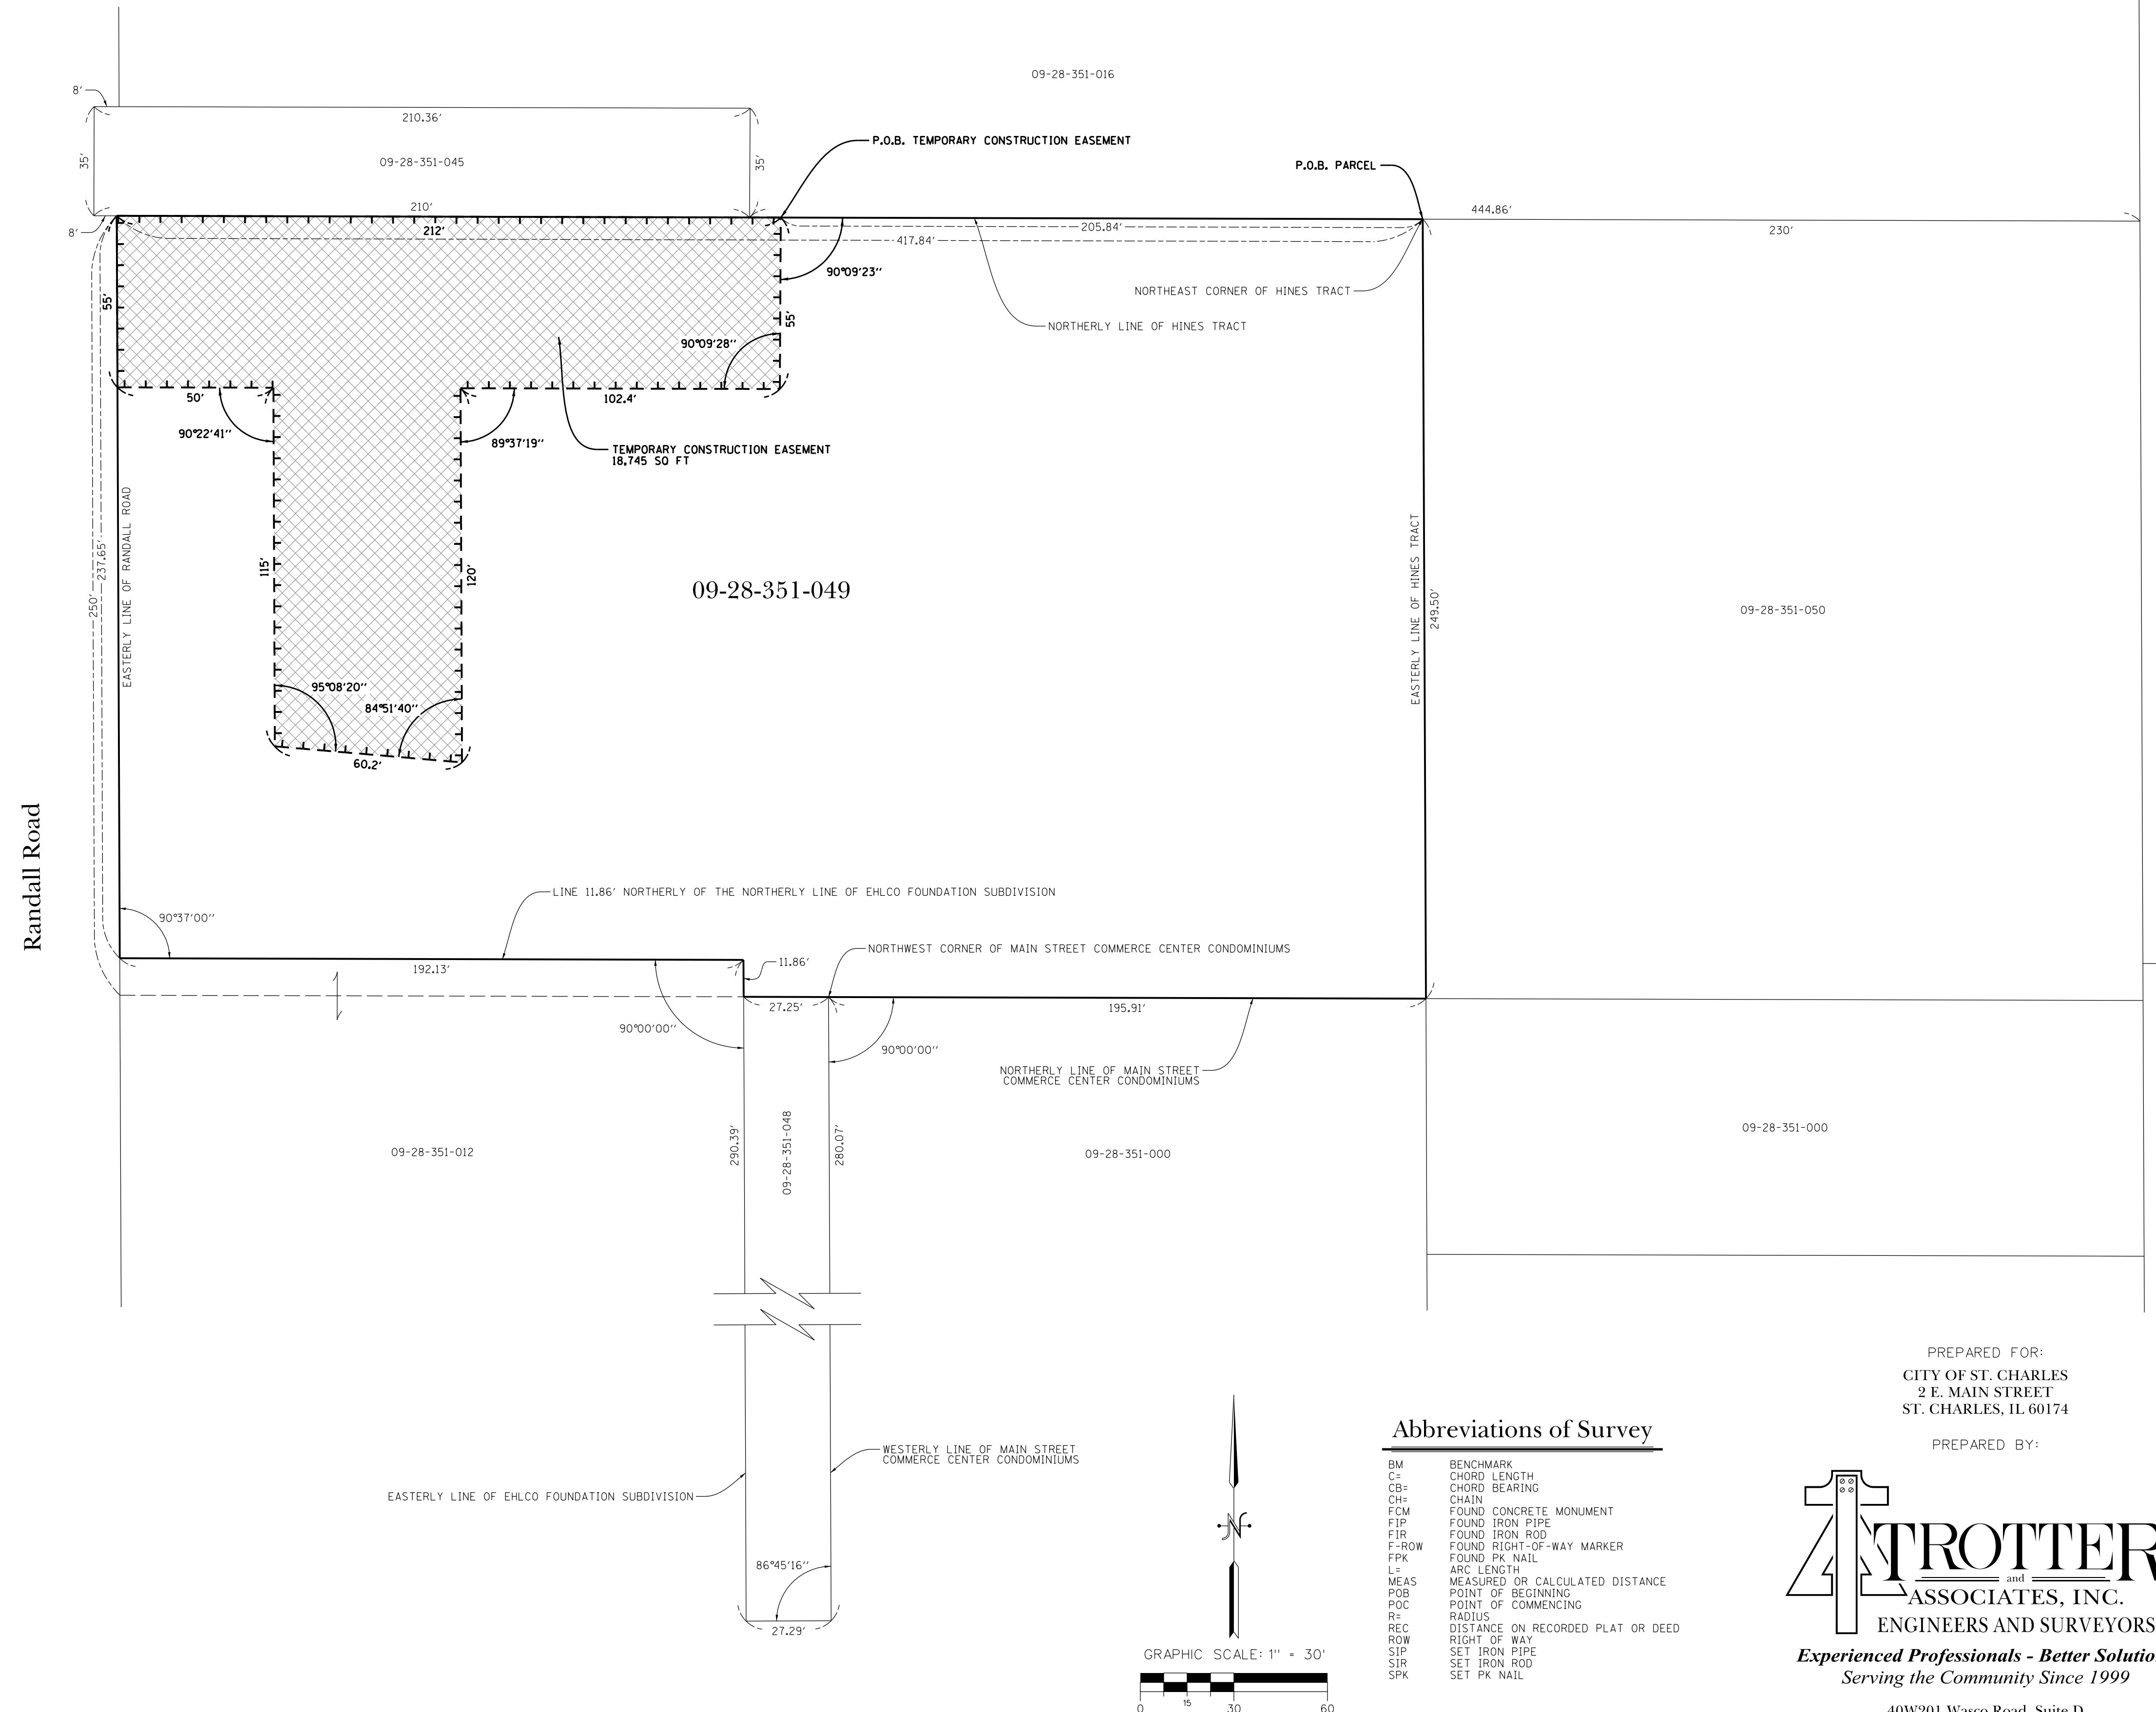 09-28-351-016
8'
210.36'
35'
09-28-351-045
35'
P.O.B. TEMPORARY CONSTRUCTION EASEMENT
P.O.B. PARCEL
210'
444.86'
8'
212'
205.84'
230'
417.84'
90°09'23''
NORTHEAST CORNER OF HINES TRACT
55'
55'
NORTHERLY LINE OF HINES TRACT
90°09'28''
50'
102.4'
90°22'41''
89°37'19''
TEMPORARY CONSTRUCTION EASEMENT
18,745 SQ FT
EASTERLY LINE OF RANDALL ROAD
237.65'
250'
115'
120'
09-28-351-049
EASTERLY LINE OF HINES TRACT
249.50'
09-28-351-050
95°08'20''
84°51'40''
60.2'
Randall Road
LINE 11.86' NORTHERLY OF THE NORTHERLY LINE OF EHLCO FOUNDATION SUBDIVISION
90°37'00''
NORTHWEST CORNER OF MAIN STREET COMMERCE CENTER CONDOMINIUMS
192.13'
11.86'
27.25'
195.91'
90°00'00''
90°00'00''
NORTHERLY LINE OF MAIN STREET
COMMERCE CENTER CONDOMINIUMS
09-28-351-012
290.39'
09-28-351-048
280.07'
09-28-351-000
09-28-351-000
WESTERLY LINE OF MAIN STREET
COMMERCE CENTER CONDOMINIUMS
EASTERLY LINE OF EHLCO FOUNDATION SUBDIVISION
86°45'16''
27.29'
N
GRAPHIC SCALE: 1'' = 30'
0 15 30 60
Abbreviations of Survey
BM BENCHMARK
C= CHORD LENGTH
CB= CHORD BEARING
CH= CHAIN
FCM FOUND CONCRETE MONUMENT
FIP FOUND IRON PIPE
FIR FOUND IRON ROD
F-ROW FOUND RIGHT-OF-WAY MARKER
FPK FOUND PK NAIL
L= ARC LENGTH
MEAS MEASURED OR CALCULATED DISTANCE
POB POINT OF BEGINNING
POC POINT OF COMMENCING
R= RADIUS
REC DISTANCE ON RECORDED PLAT OR DEED
ROW RIGHT OF WAY
SIP SET IRON PIPE
SIR SET IRON ROD
SPK SET PK NAIL
PREPARED FOR:
CITY OF ST. CHARLES
2 E. MAIN STREET
ST. CHARLES, IL 60174
PREPARED BY:
TROTTER
and
ASSOCIATES, INC.
ENGINEERS AND SURVEYORS
Experienced Professionals - Better Solution
Serving the Community Since 1999
40W201 Wasco Road, Suite D